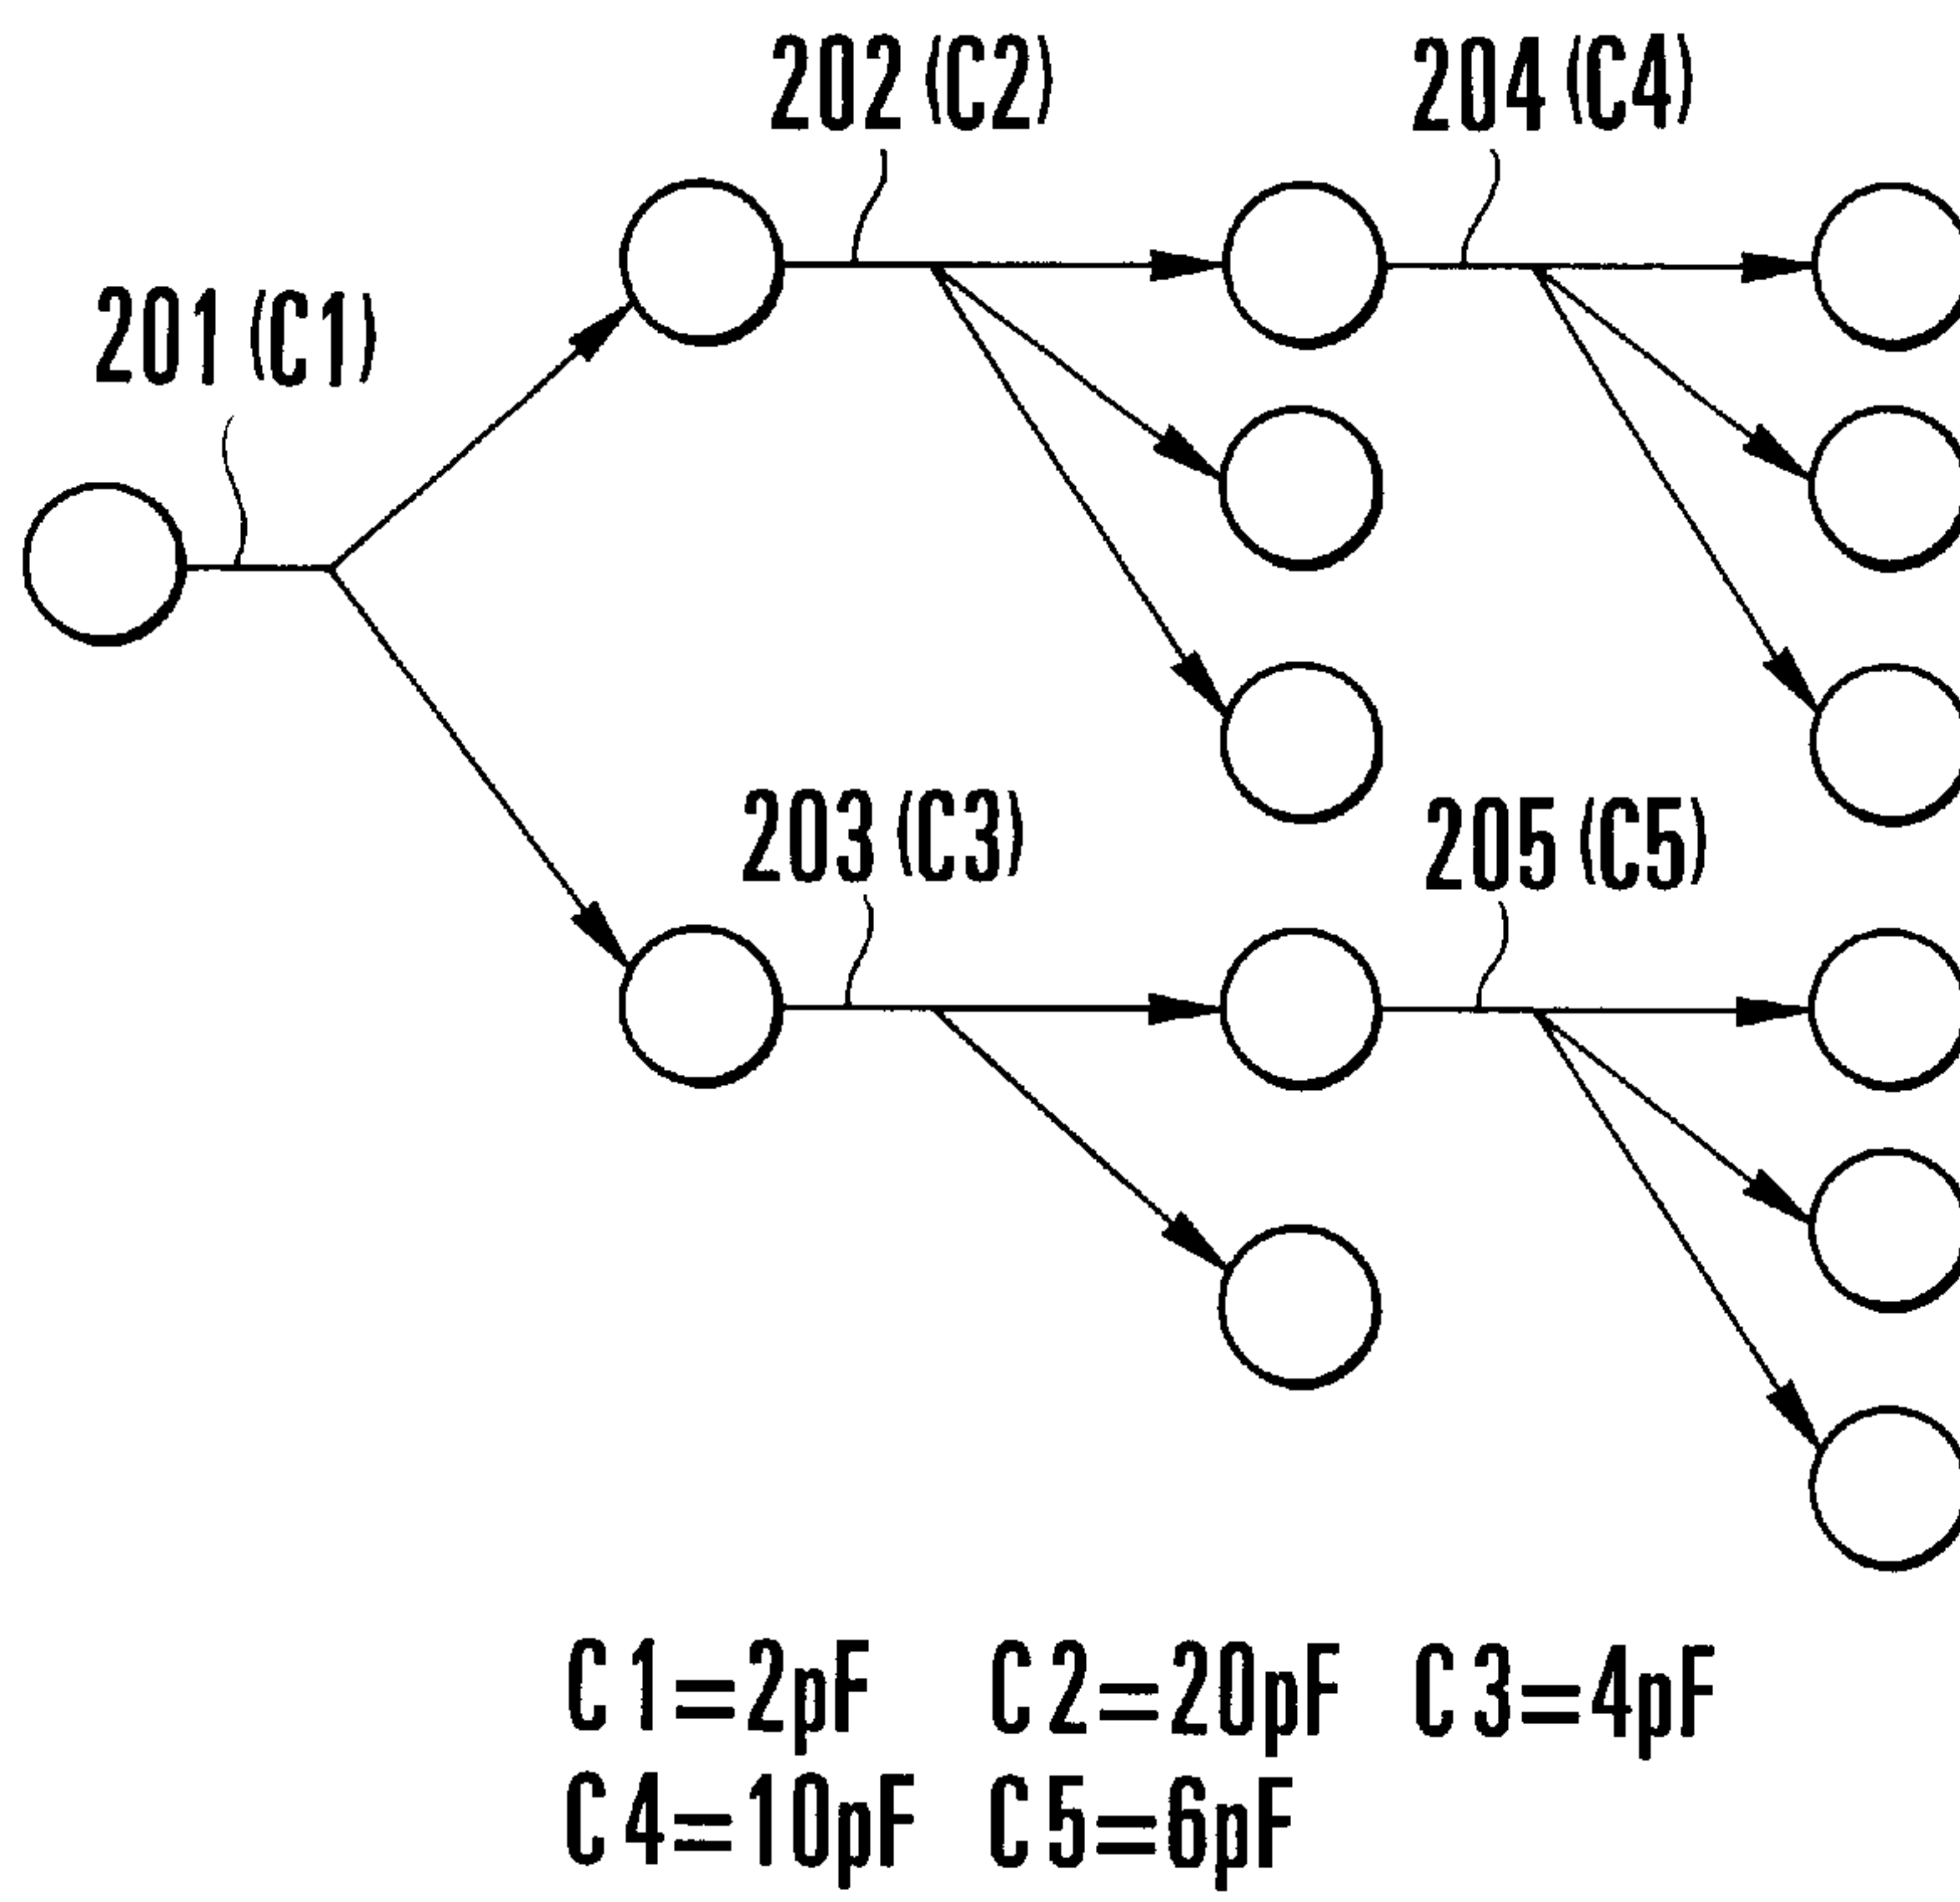 202 (C2)
204 (C4)
201 (C1)
203 (C3)
205 (C5)
C1=2pF C2=20pF C3=4pF
C4=10pF C5=6pF